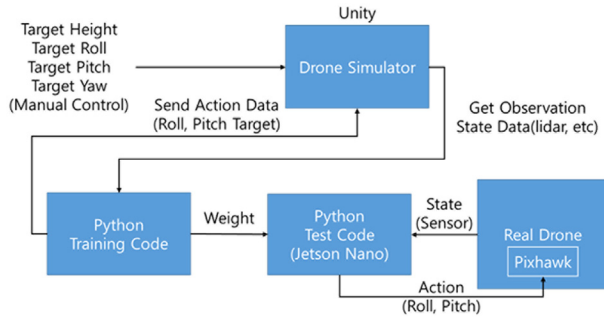 Unity
Target Height
Target Roll
Target Pitch
Target Yaw
(Manual Control)
Drone Simulator
Send Action Data
(Roll, Pitch Target)
Get Observation
State Data(lidar, etc)
Python
Training Code
Weight
Python
Test Code
(Jetson Nano)
State
(Sensor)
Real Drone
Pixhawk
Action
(Roll, Pitch)